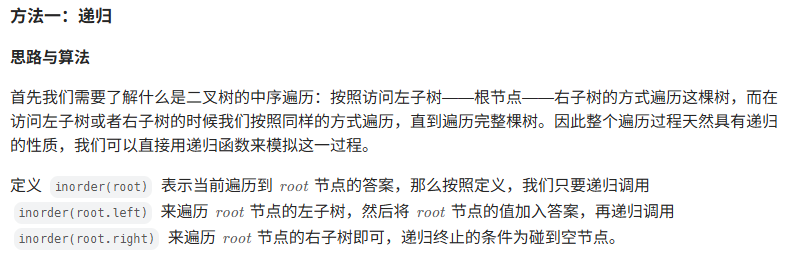 方法一：递归
思路与算法
首先我们需要了解什么是二叉树的中序遍历：按照访问左子树——根节点——右子树的方式遍历这棵树，而在
访问左子树或者右子树的时候我们按照同样的方式遍历，直到遍历完整棵树。因此整个遍历过程天然具有递归
的性质，我们可以直接用递归函数来模拟这一过程。
定义 inorder(root) 表示当前遍历到 root 节点的答案，那么按照定义，我们只要递归调用
inorder(root.left) 来遍历 root 节点的左子树，然后将 root 节点的值加入答案，再递归调用
inorder(root.right) 来遍历 root 节点的右子树即可，递归终止的条件为碰到空节点。